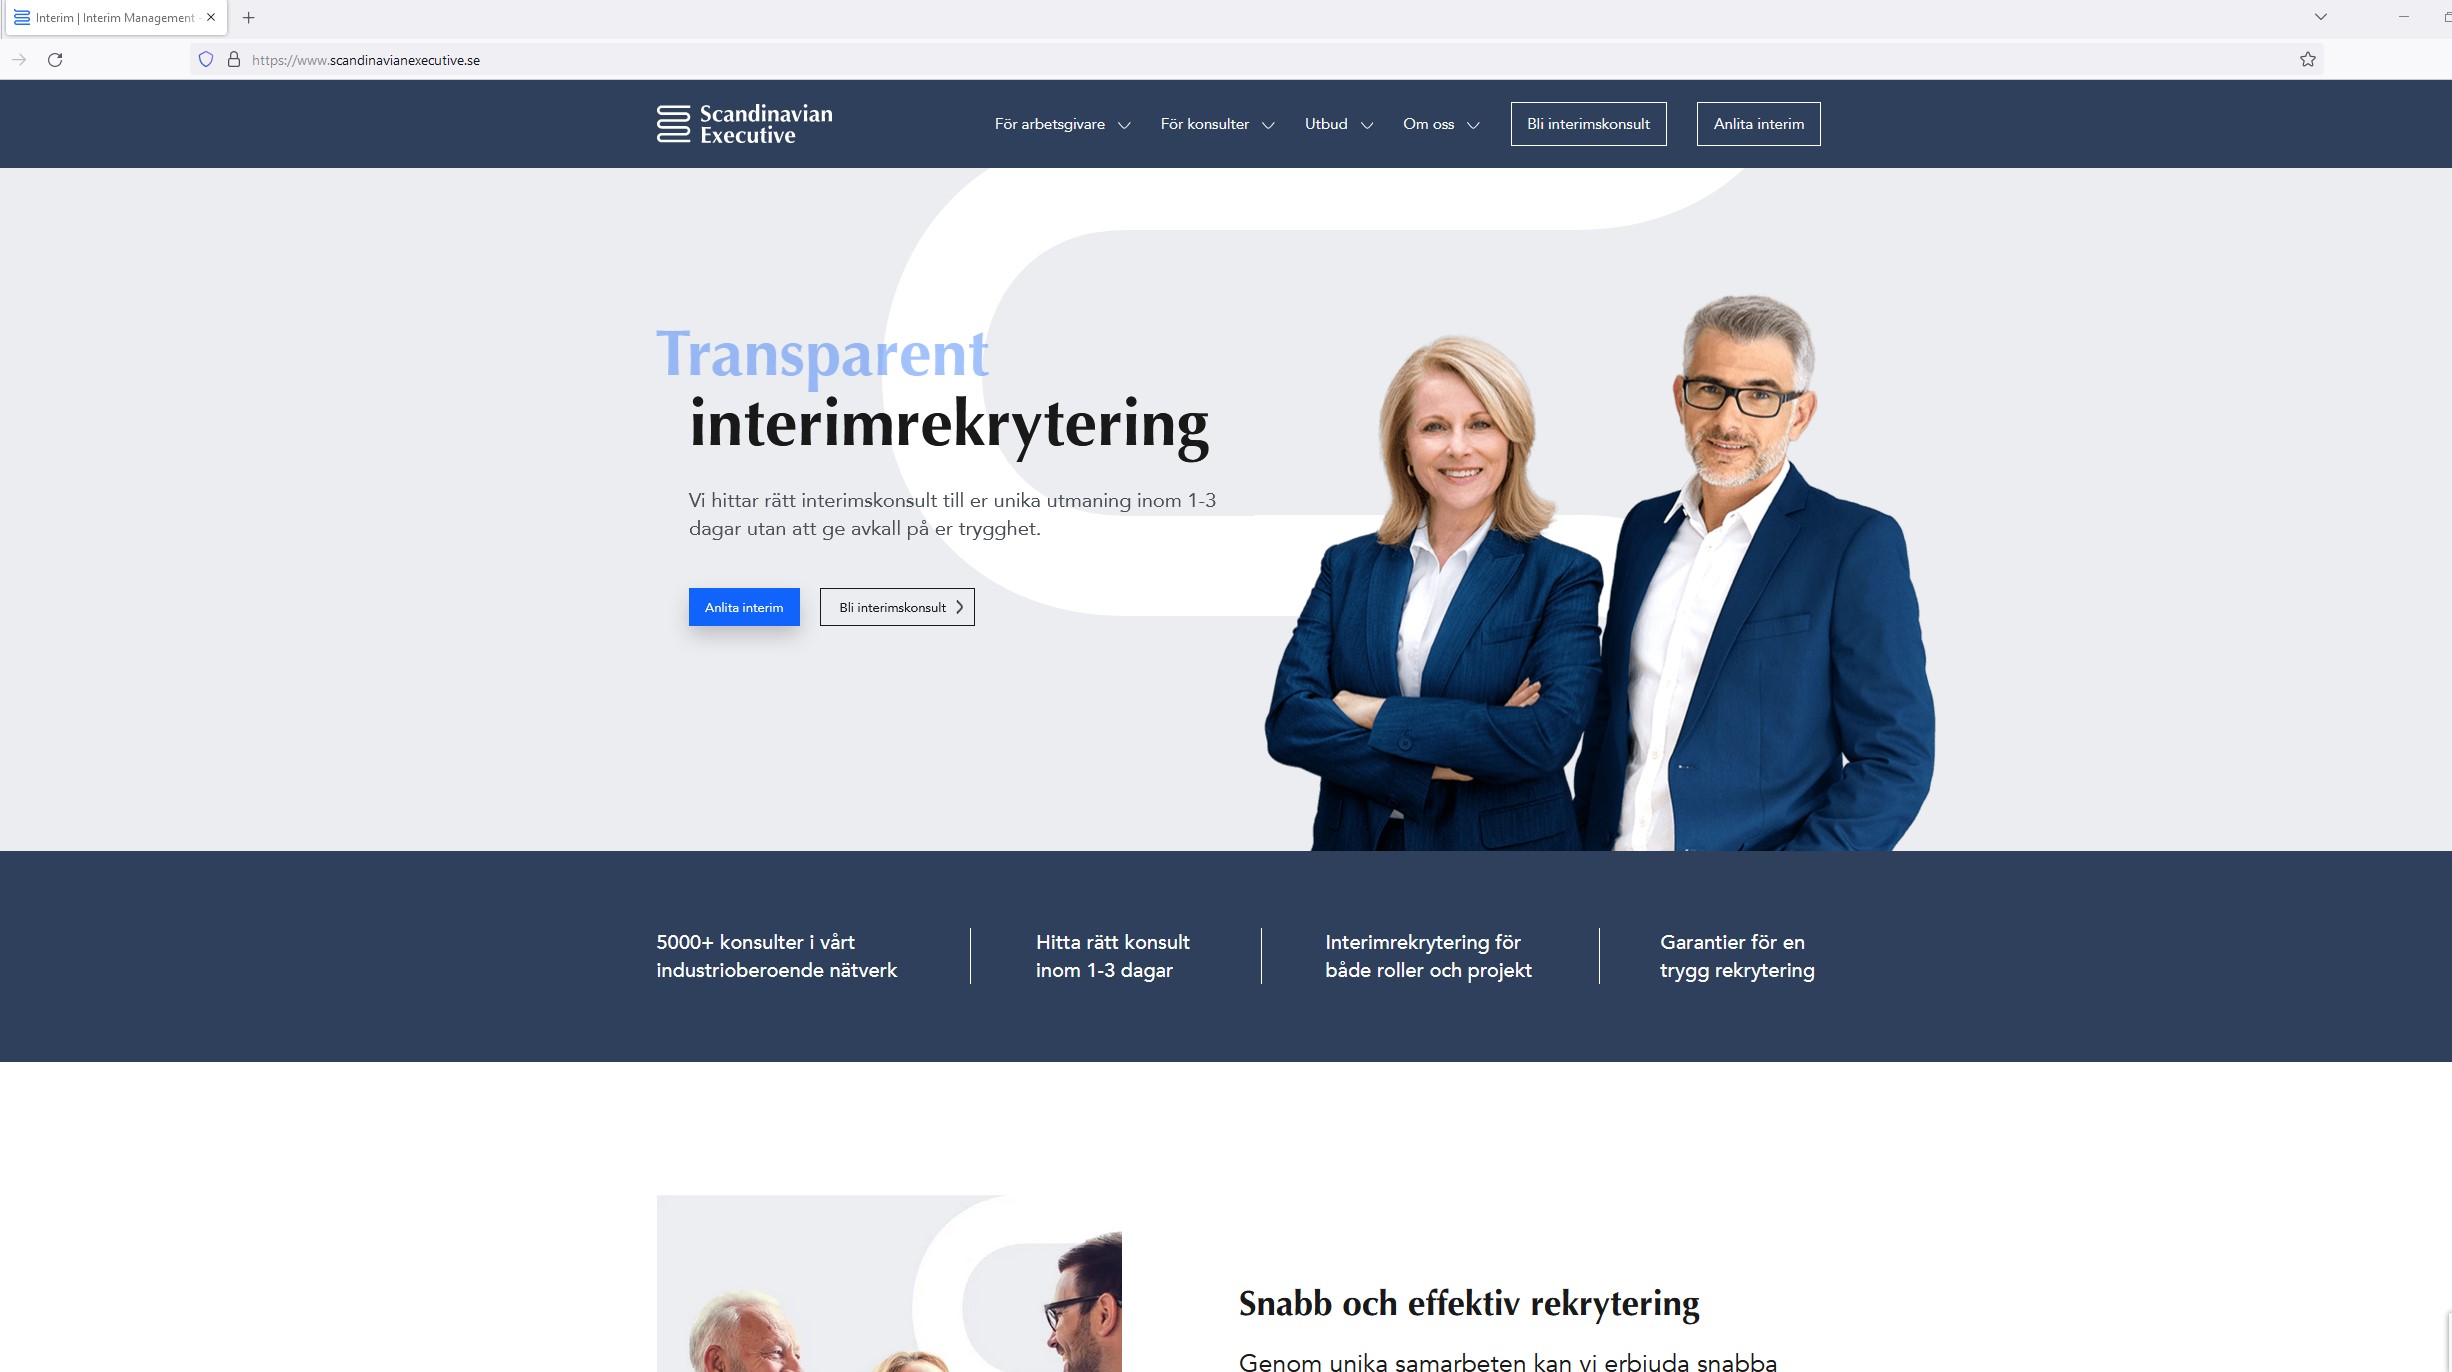 Interim | Interim Management -
https://www.scandinavianexecutive.se
Scandinavian
Executive
För arbetsgivare
För konsulter
Utbud
Om oss
Bli interimskonsult
Anlita interim
Transparent
interimrekrytering
Vi hittar rätt interimskonsult till er unika utmaning inom 1-3
dagar utan att ge avkall på er trygghet.
Anlita interim
Bli interimskonsult
5000+ konsulter i vårt
industrioberoende nätverk
Hitta rätt konsult
inom 1-3 dagar
Interimrekrytering för
både roller och projekt
Garantier för en
trygg rekrytering
Snabb och effektiv rekrytering
Genom unika samarbeten kan vi erbjuda snabba